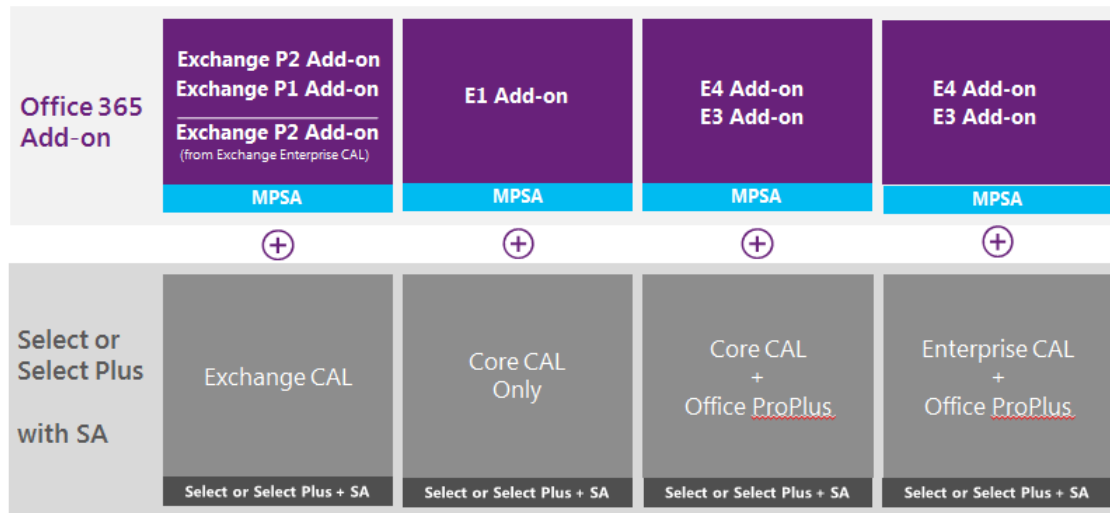 Office 365
Add-on
Exchange P2 Add-on
Exchange P1 Add-on
Exchange P2 Add-on
(from Exchange Enterprise CAL)
MPSA
E1 Add-on
MPSA
E4 Add-on
E3 Add-on
MPSA
E4 Add-on
E3 Add-on
MPSA
+
+
+
+
Select or
Select Plus
with SA
Exchange CAL
Select or Select Plus + SA
Core CAL
Only
Select or Select Plus + SA
Core CAL
+
Office ProPlus
Select or Select Plus + SA
Enterprise CAL
+
Office ProPlus
Select or Select Plus + SA